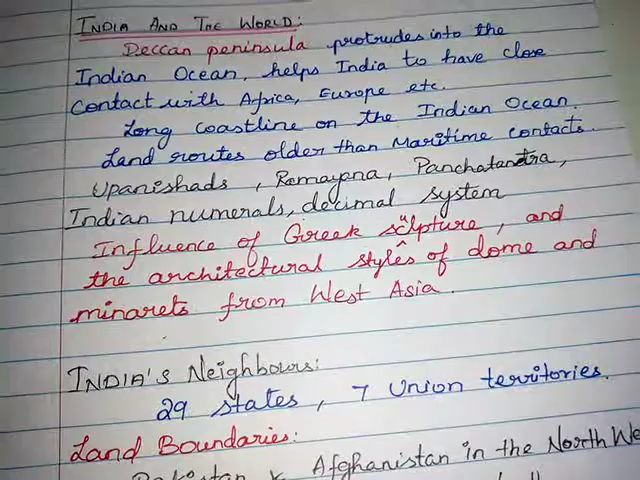 INDIA AND THE WORLD:
Deccan peninsula protrudes into the
Indian Ocean, helps India to have close
Contact with Africa, Europe etc.
Long coastline on the Indian Ocean.
Land routes older than Maritime contacts.
Upanishads, Ramayana, Panchatantra,
Indian numerals, decimal system
Influence of Greek sculpture, and
the architectural styles of dome and
minarets from West Asia.
INDIA'S Neighbours:
29 states, 7 Union territories.
Land Boundaries:
Afghanistan in the North We